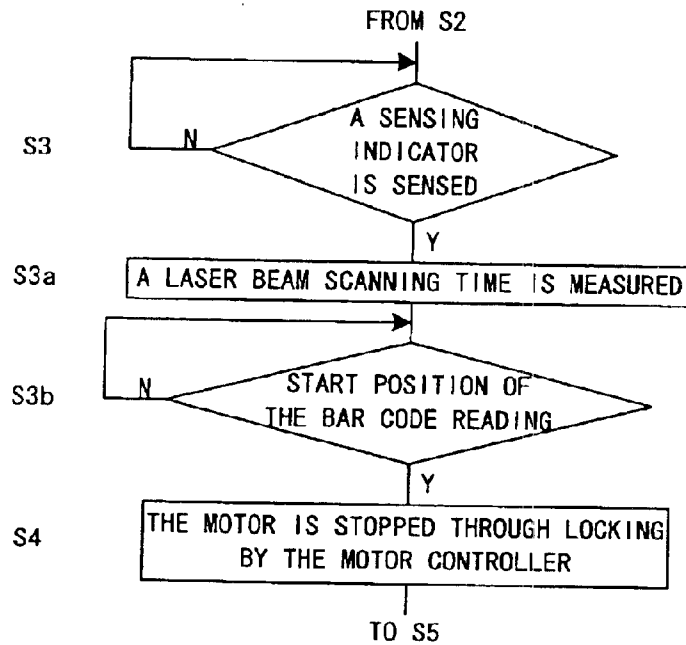 FROM S2
S3
N
A SENSING
INDICATOR
IS SENSED
Y
S3a
A LASER BEAM SCANNING TIME IS MEASURED
S3b
N
START POSITION OF
THE BAR CODE READING
Y
S4
THE MOTOR IS STOPPED THROUGH LOCKING
BY THE MOTOR CONTROLLER
TO S5